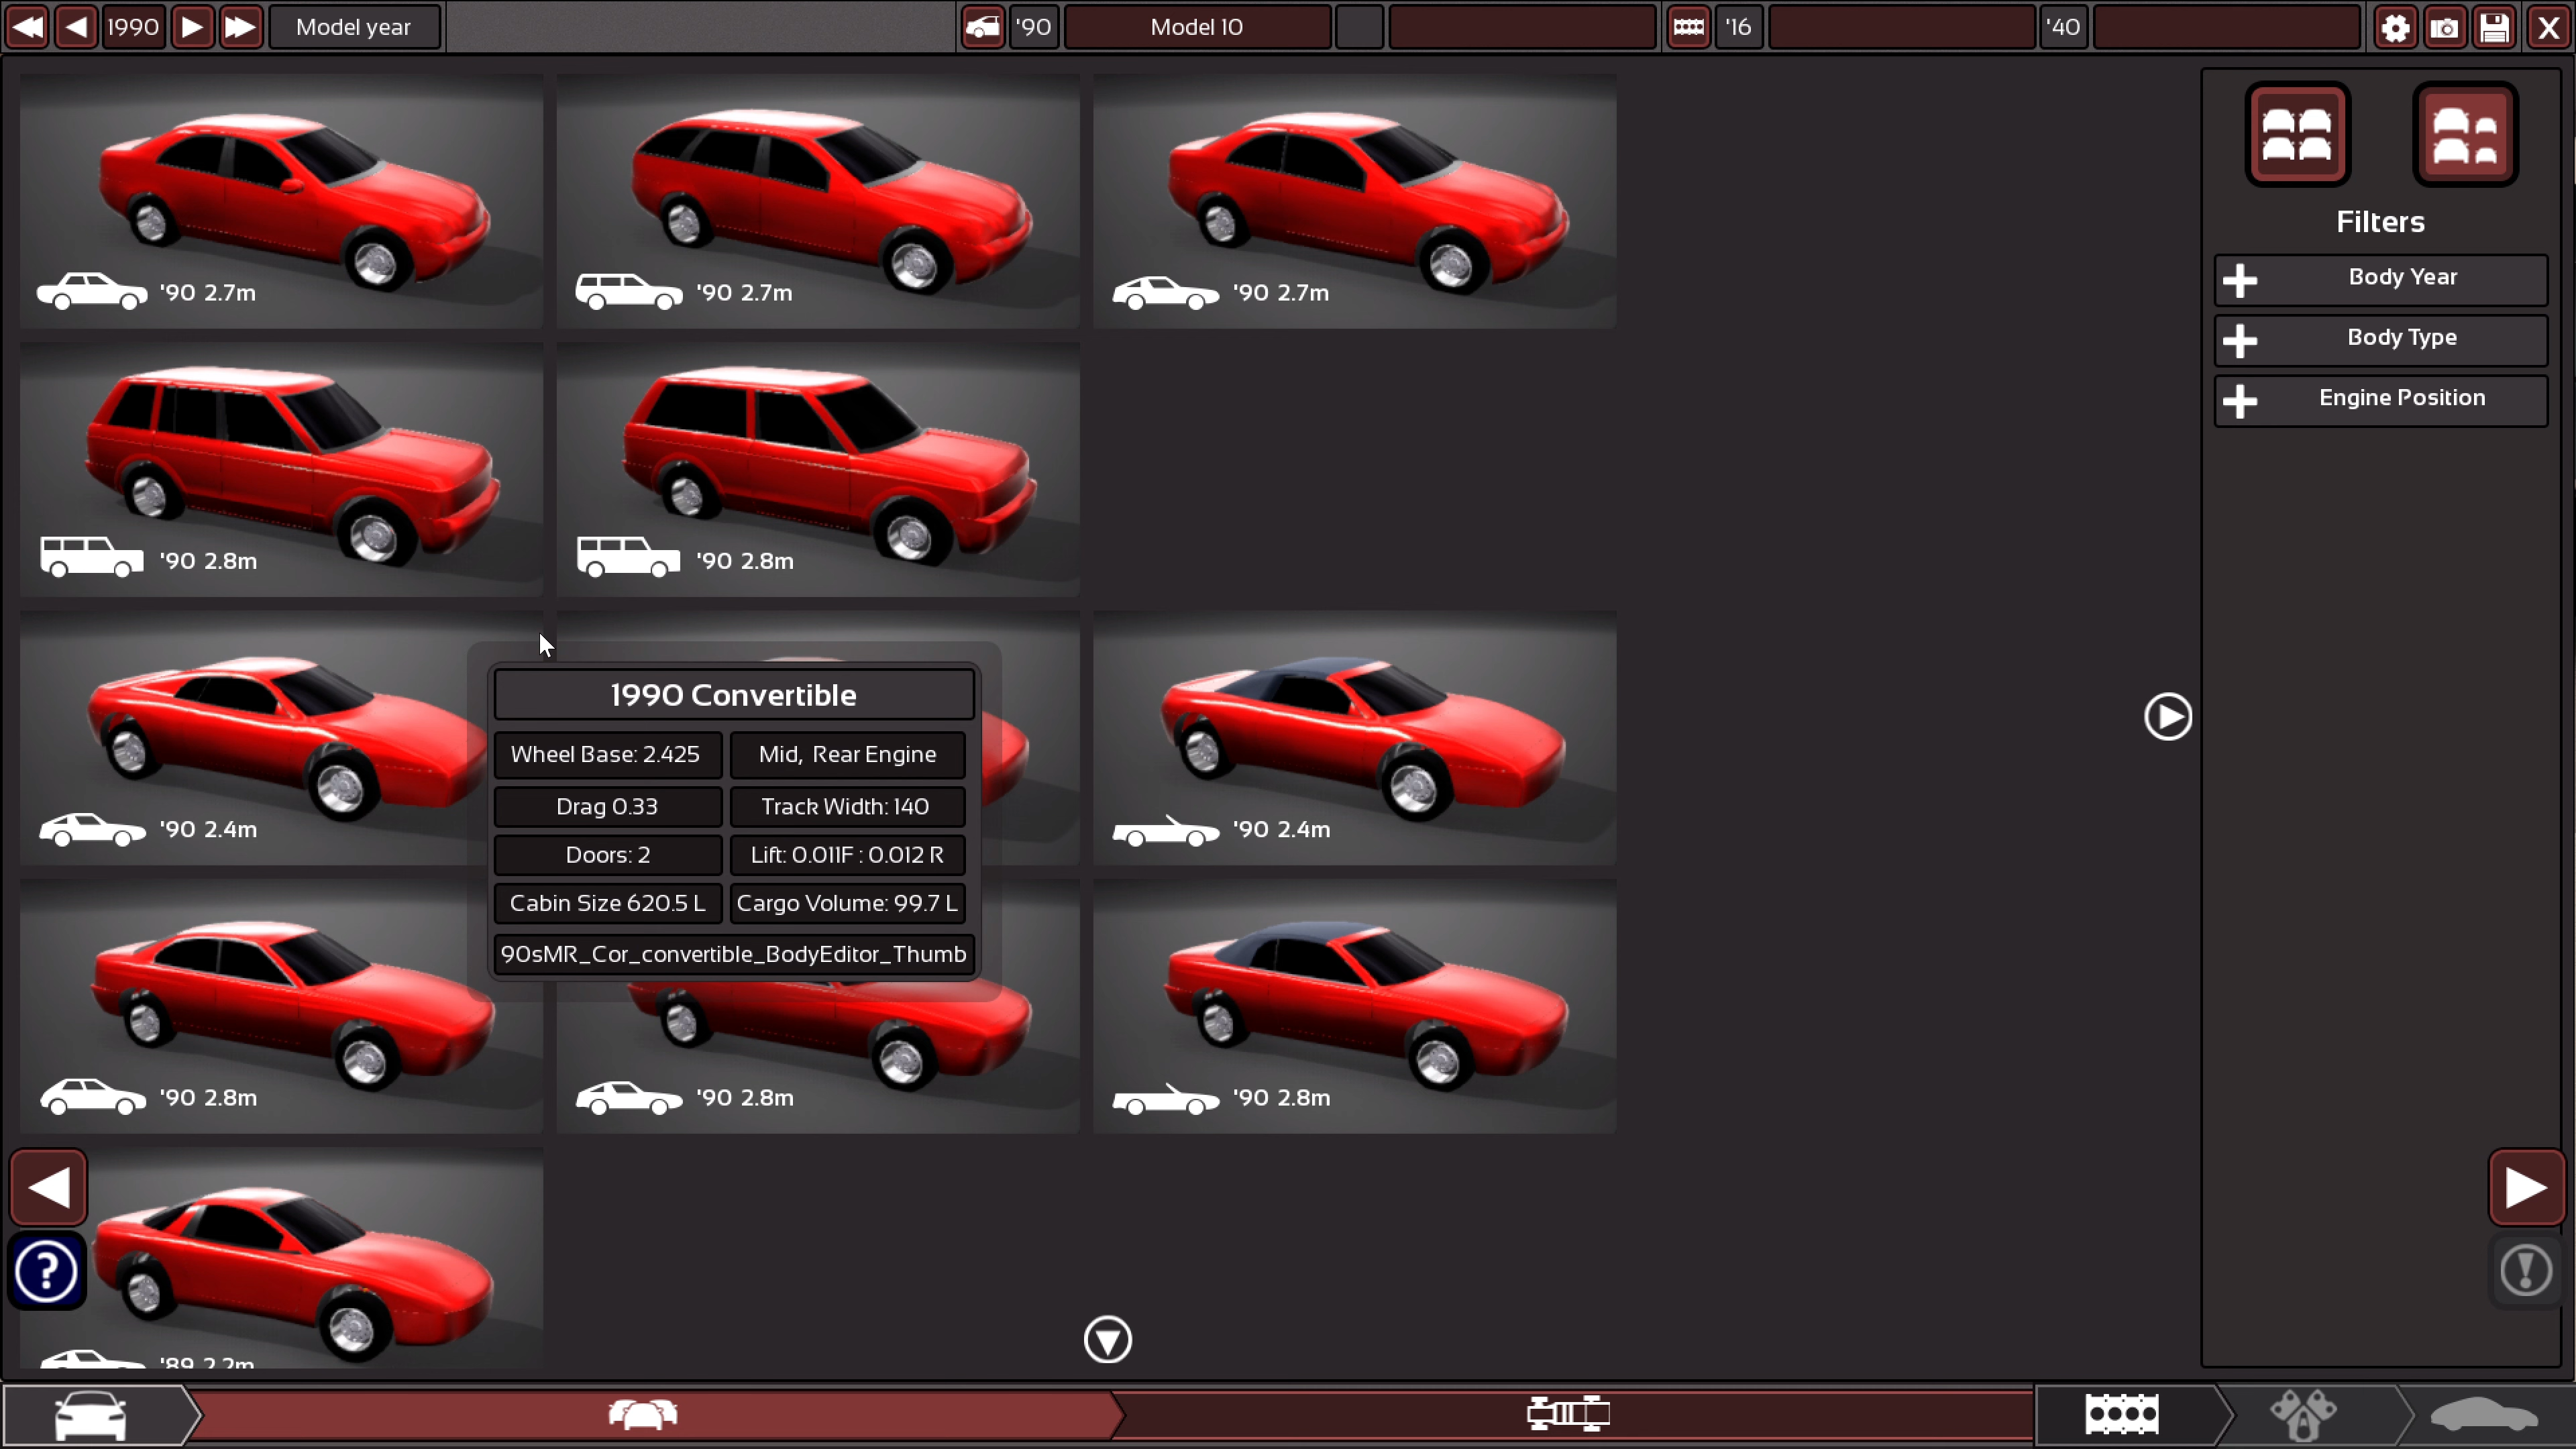 1990 Model year '90 Model 10 '16 '40
'90 2.7m '90 2.7m '90 2.7m
Filters
Body Year
Body Type
Engine Position
'90 2.8m '90 2.8m
1990 Convertible
Wheel Base: 2.425 Mid, Rear Engine
Drag 0.33 Track Width: 140
'90 2.4m '90 2.4m
Doors: 2 Lift: 0.011F : 0.012 R
Cabin Size 620.5 L Cargo Volume: 99.7 L
90sMR_Cor_convertible_BodyEditor_Thumb
'90 2.8m '90 2.8m '90 2.8m
?
'89 2.2m